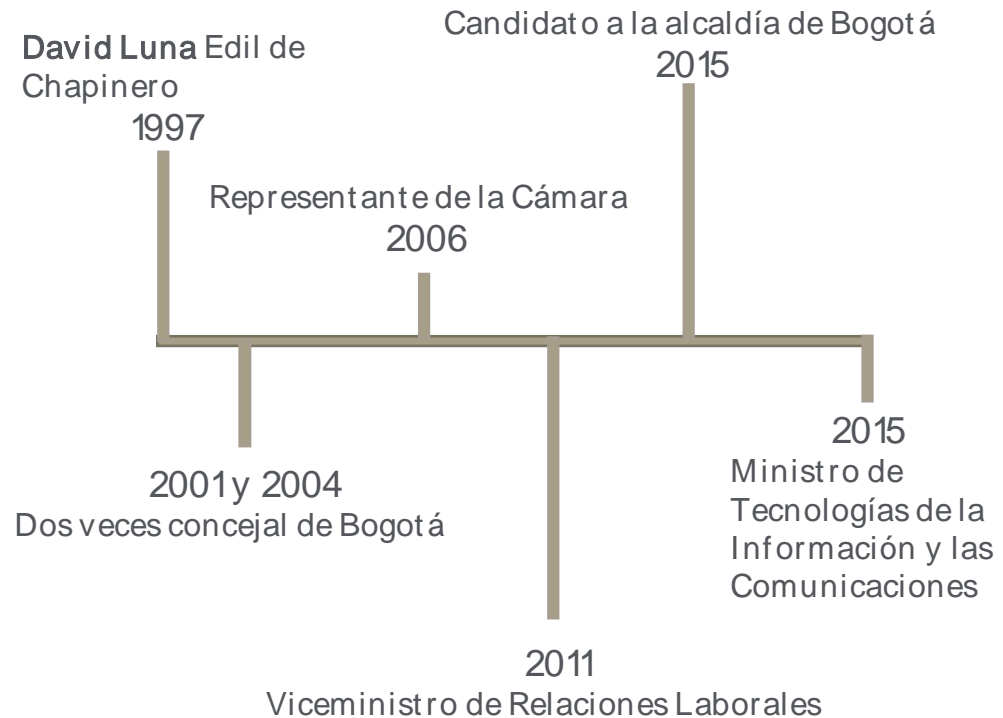 David Luna Edil de
Chapinero
1997
2001 y 2004
Dos veces concejal de Bogotá
Representante de la Cámara
2006
2011
Viceministro de Relaciones Laborales
Candidato a la alcaldía de Bogotá
2015
2015
Ministro de
Tecnologías de la
Información y las
Comunicaciones